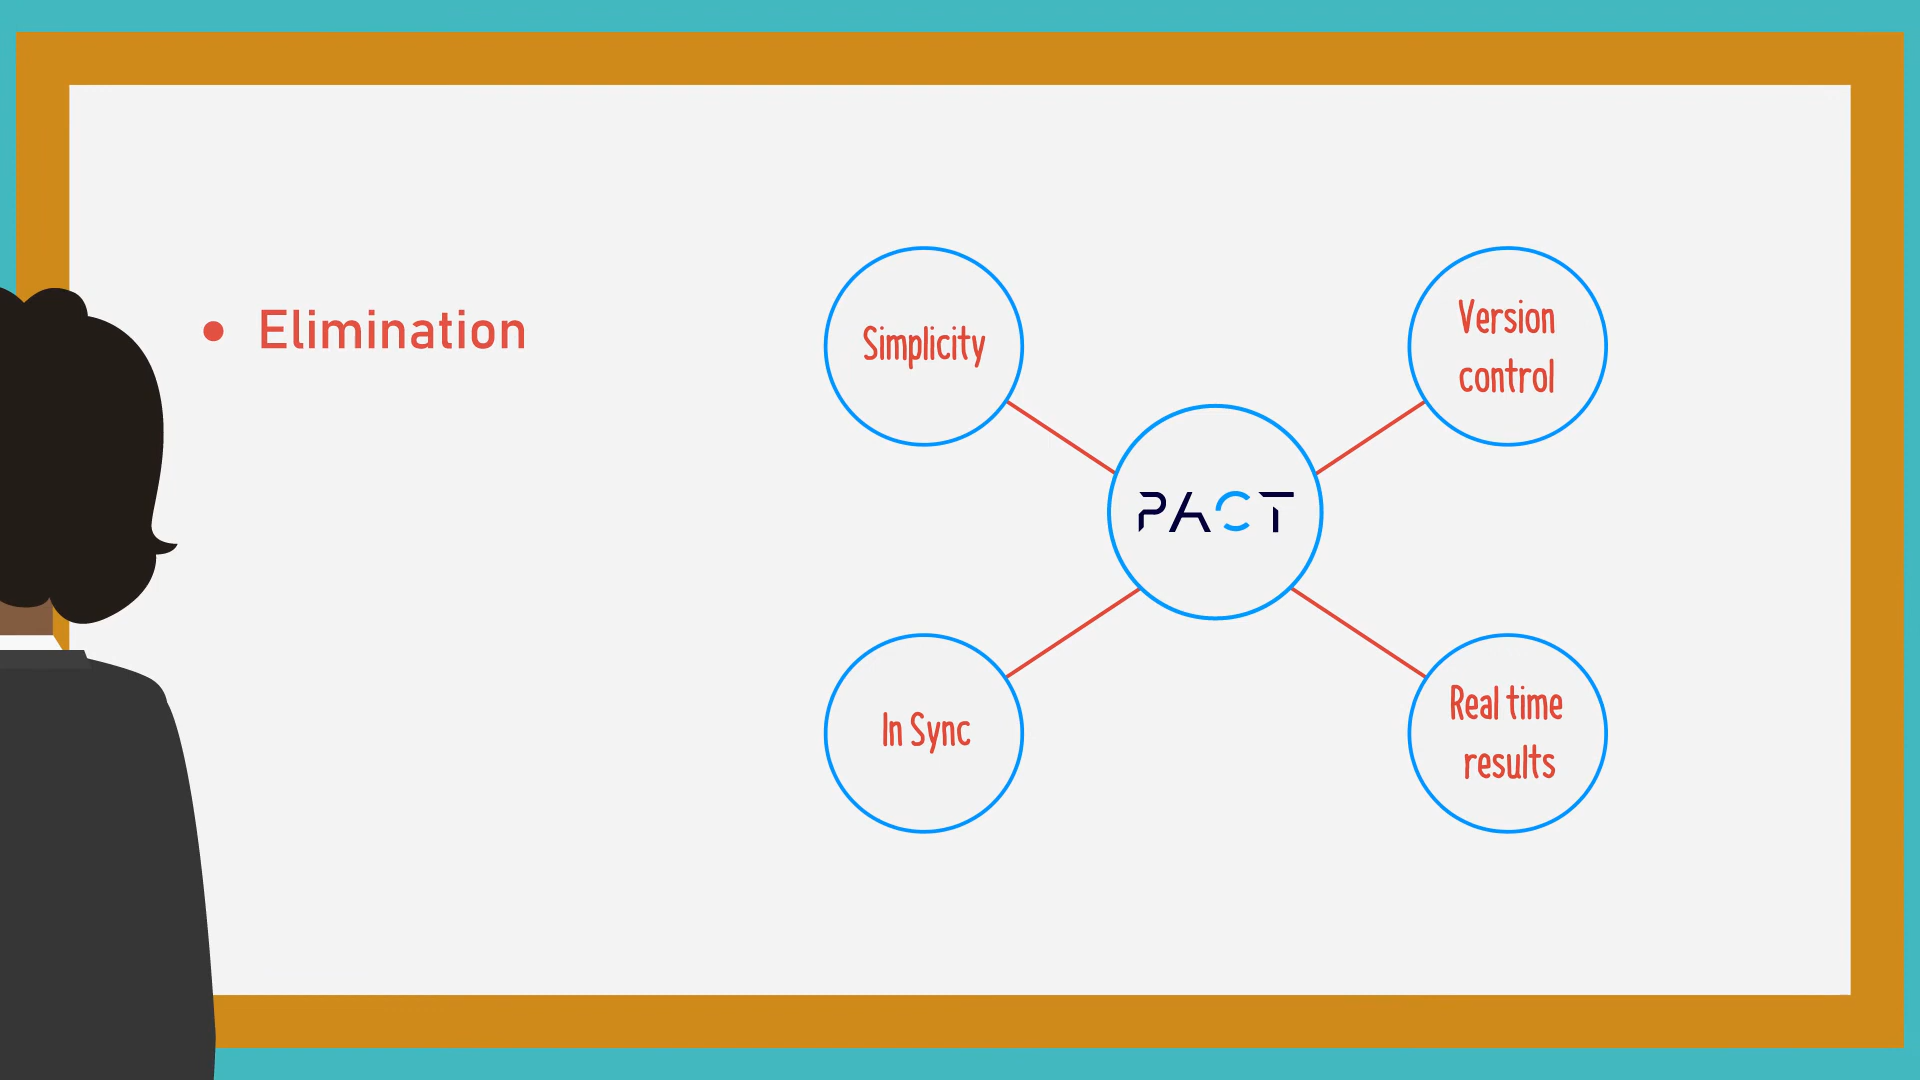 • Elimination
Simplicity
Version
control
PACT
In Sync
Real time
results